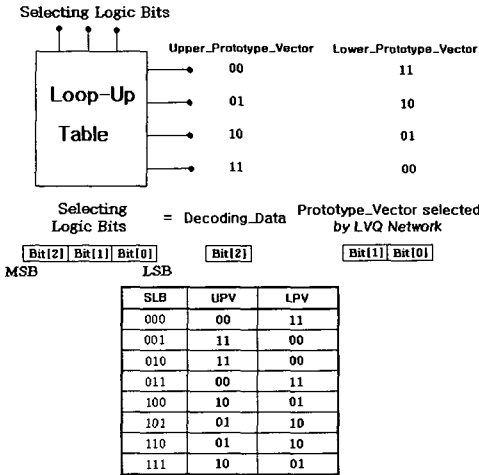 Selecting Logic Bits
Upper_Prototype_Vector Lower_Prototype_Vector
Loop-Up
Table
00 11
01 10
10 01
11 00
Selecting
Logic Bits
= Decoding_Data
Prototype_Vector selected
by LVQ Network
Bit[2] Bit[1] Bit[0] Bit[2] Bit[1] Bit[0]
MSB LSB
SLB UPV LPV
000 00 11
001 11 00
010 11 00
011 00 11
100 10 01
101 01 10
110 01 10
111 10 01